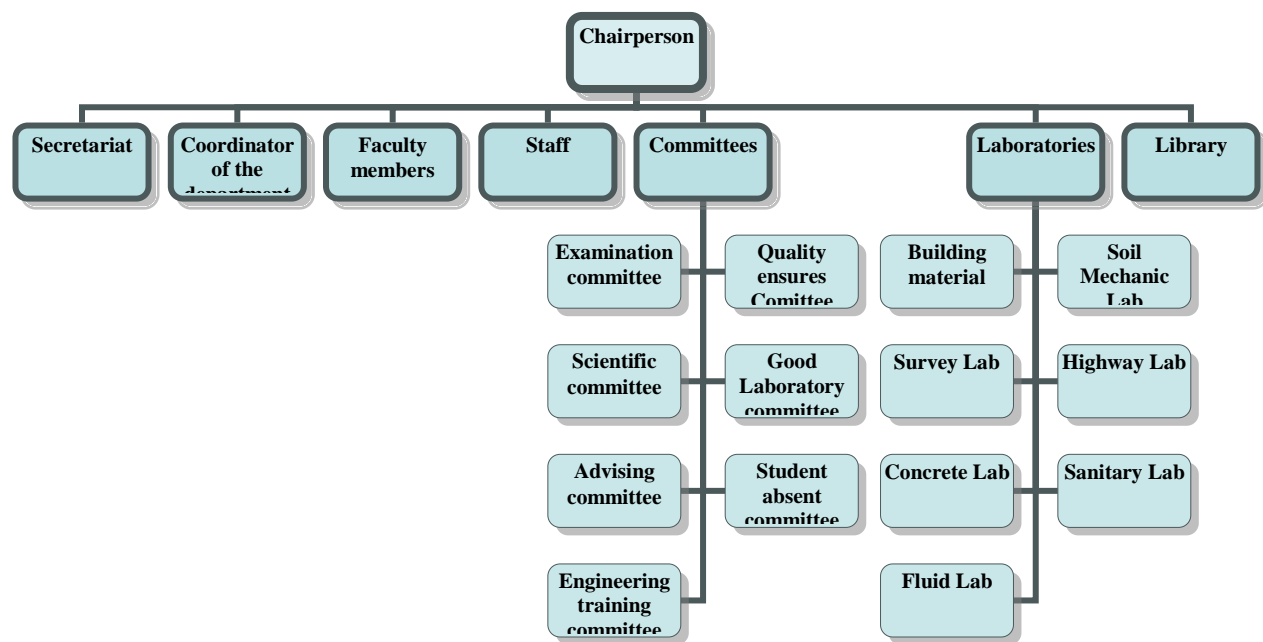 Chairperson
Secretariat
Coordinator
of the
department
Faculty
members
Staff
Committees
Laboratories
Library
Examination
committee
Quality
ensures
Comittee
Building
material
Soil
Mechanic
Lab
Scientific
committee
Good
Laboratory
committee
Survey Lab
Highway Lab
Advising
committee
Student
absent
committee
Concrete Lab
Sanitary Lab
Engineering
training
committee
Fluid Lab